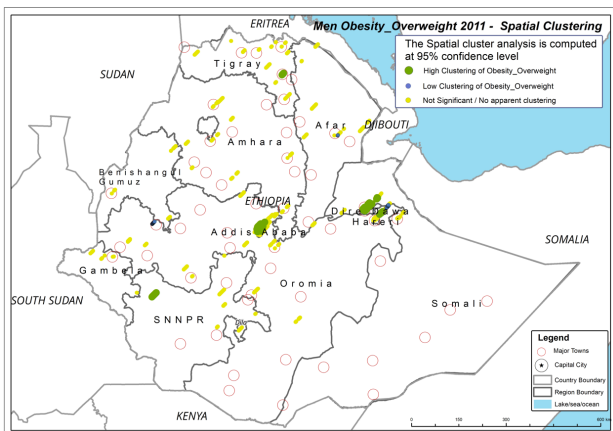 Men Obesity_Overweight 2011 - Spatial Clustering
The Spatial cluster analysis is computed
at 95% confidence level
High Clustering of Obesity_Overweight
Low Clustering of Obesity_Overweight
Not Significant / No apparent clustering
ERITREA
SUDAN
Tigray
Afar
DJIBOUTI
Amhara
Benishangul
Gumuz
ETHIOPIA
Dire Dawa
Addis Ababa
Hareri
SOMALIA
Gambela
Oromia
SOUTH SUDAN
Somali
SNNPR
KENYA
Legend
Major Towns
Capital City
Country Boundary
Region Boundary
Lake/sea/ocean
0 150 300 600 Km